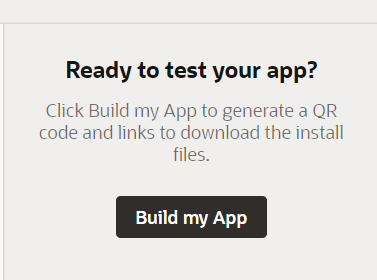 Ready to test your app?
Click Build my App to generate a QR
code and links to download the install
files.
Build my App